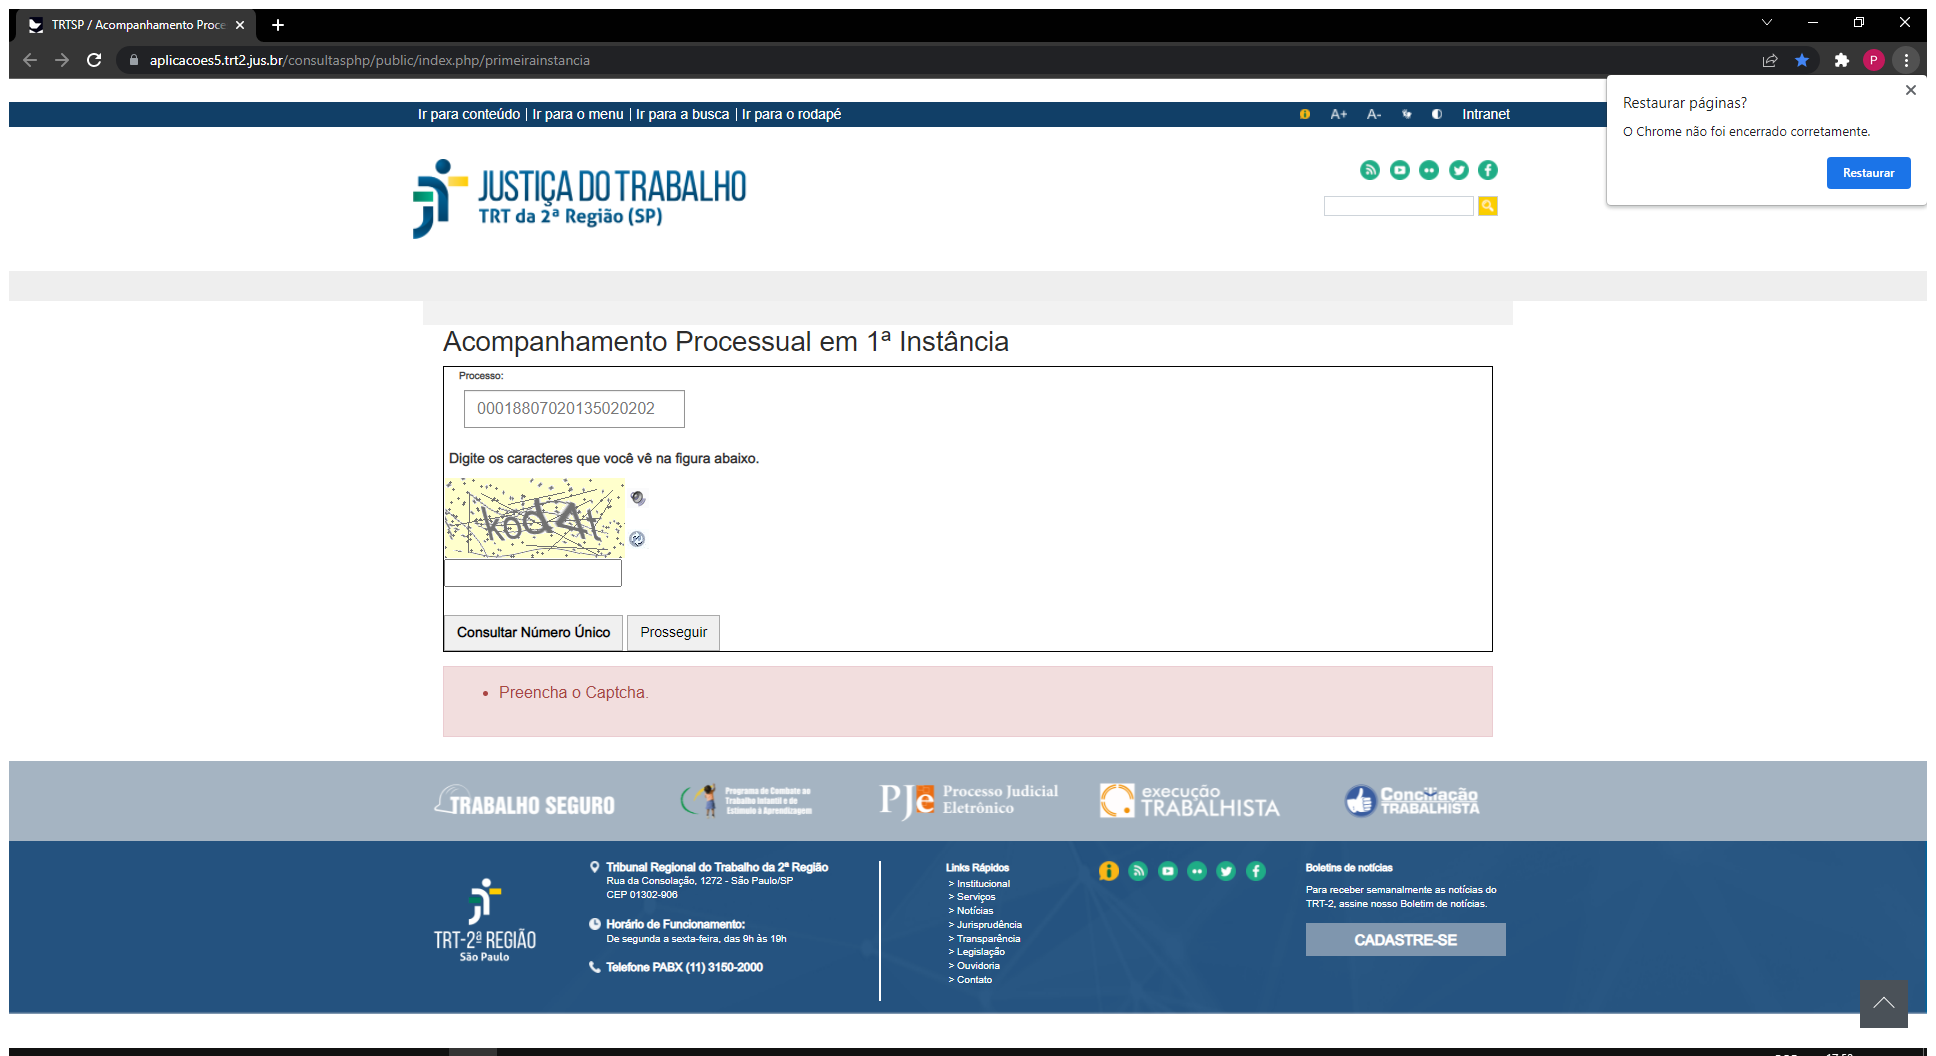 TRTSP / Acompanhamento Proce
aplicacoes5.trt2.jus.br/consultasphp/public/index.php/primeirainstancia
P
Restaurar páginas?
O Chrome não foi encerrado corretamente.
Restaurar
Ir para conteúdo | Ir para o menu | Ir para a busca | Ir para o rodapé
A+ A- Intranet
JUSTIÇA DO TRABALHO
TRT da 2ª Região (SP)
Acompanhamento Processual em 1ª Instância
Processo:
00018807020135020202
Digite os caracteres que você vê na figura abaixo.
Consultar Número Único Prosseguir
• Preencha o Captcha.
TRABALHO SEGURO
Programa de Combate ao
Trabalho Infantil e de
Estímulo à Aprendizagem
PJe Processo Judicial
Eletrônico
execução
TRABALHISTA
Conciliação
TRABALHISTA
TRT-2ª REGIÃO
São Paulo
Tribunal Regional do Trabalho da 2ª Região
Rua da Consolação, 1272 - São Paulo/SP
CEP 01302-906
Horário de Funcionamento:
De segunda a sexta-feira, das 9h às 19h
Telefone PABX (11) 3150-2000
Links Rápidos
> Institucional
> Serviços
> Notícias
> Jurisprudência
> Transparência
> Legislação
> Ouvidoria
> Contato
Boletins de notícias
Para receber semanalmente as notícias do
TRT-2, assine nosso Boletim de notícias.
CADASTRE-SE